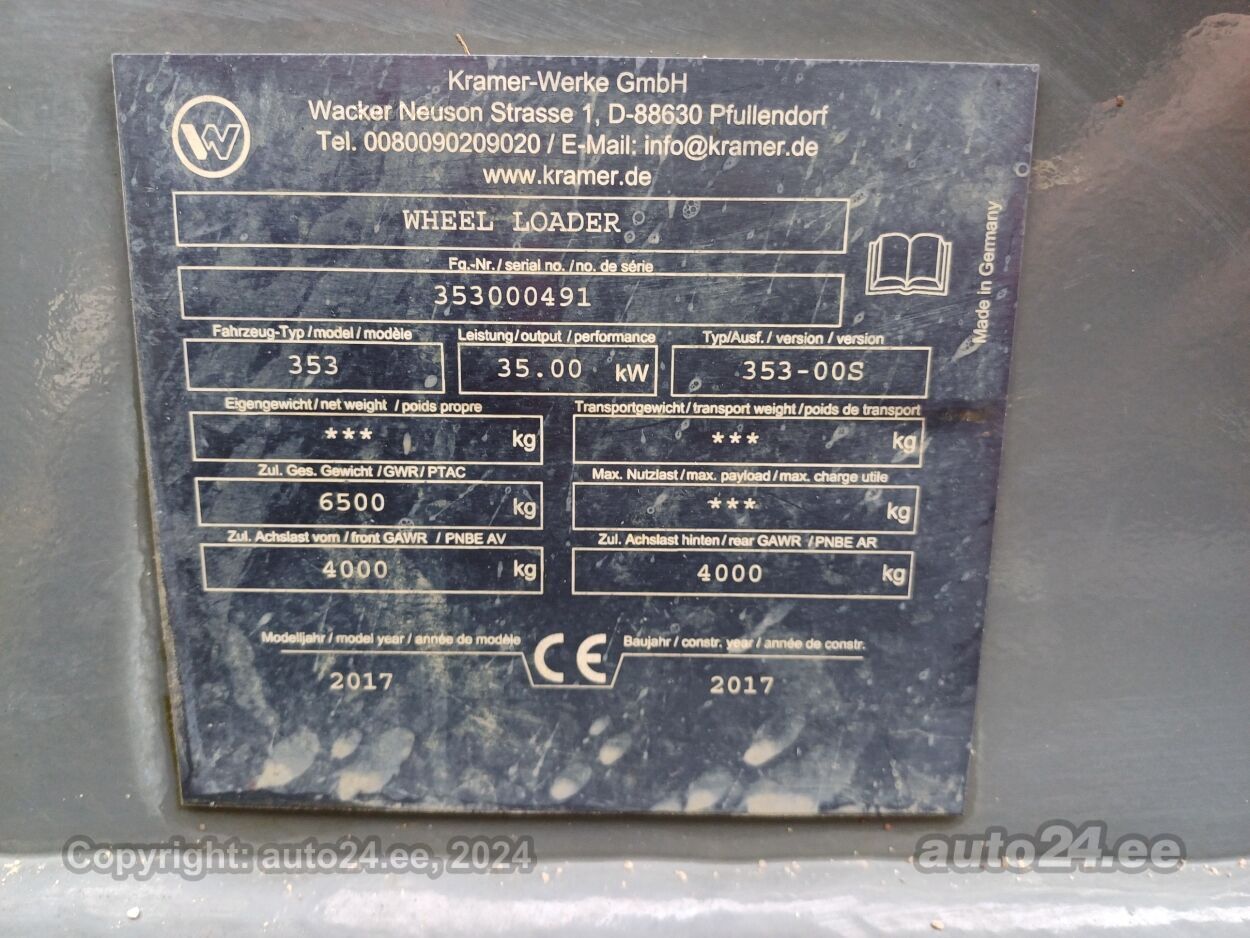 Kramer-Werke GmbH
Wacker Neuson Strasse 1, D-88630 Pfullendorf
Tel. 0080090209020 / E-Mail: info@kramer.de
www.kramer.de
W
WHEEL LOADER
Made in Germany
Fg.-Nr. / serial no. / no. de série
353000491
Fahrzeug-Typ / model / modèle Leistung / output / performance Typ/Ausf. / version / version
353 35.00 kW 353-00S
Eigengewicht / net weight / poids propre Transportgewicht / transport weight / poids de transport
*** kg *** kg
Zul. Ges. Gewicht / GWR / PTAC Max. Nutzlast / max. payload / max. charge utile
6500 kg *** kg
Zul. Achslast vorn / front GAWR / PNBE AV Zul. Achslast hinten / rear GAWR / PNBE AR
4000 kg 4000 kg
Modelljahr / model year / année de modèle CE Baujahr / constr. year / année de constr.
2017 2017
Copyright: auto24.ee, 2024 auto24.ee